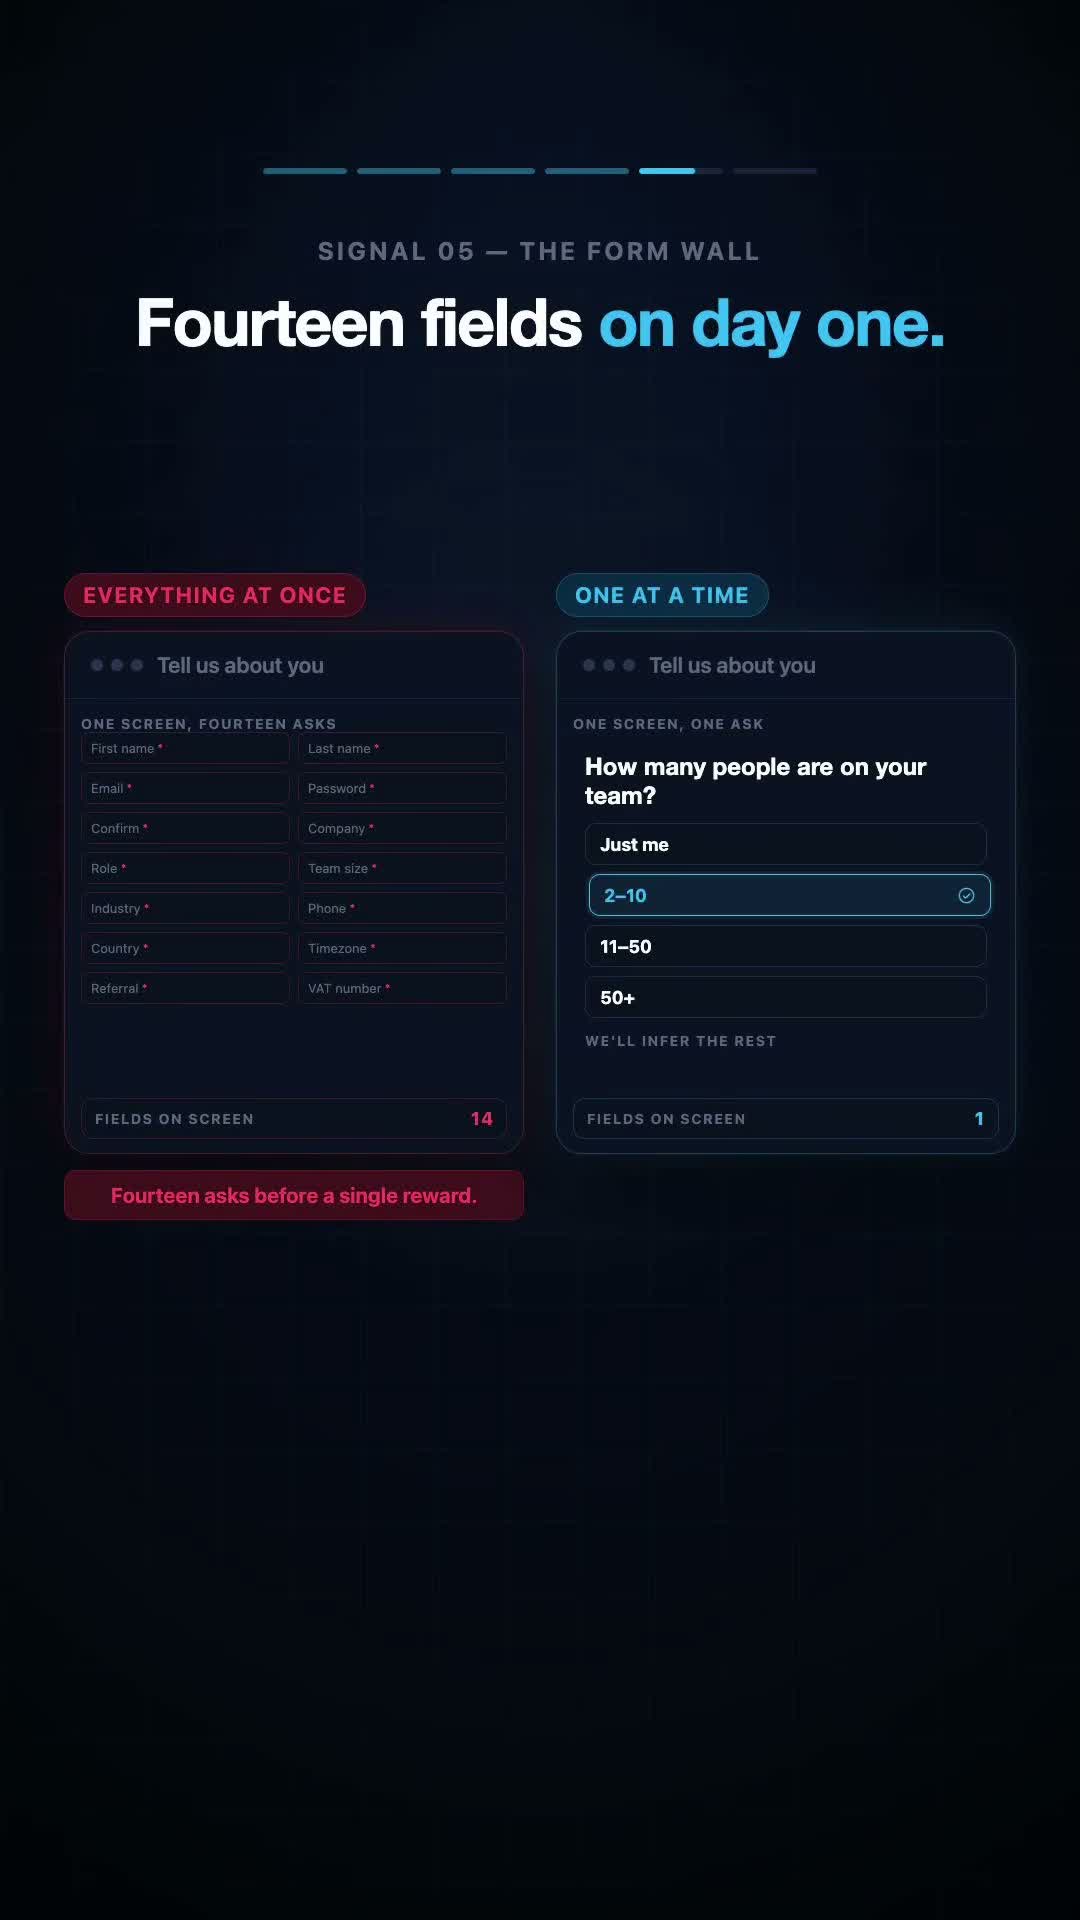 SIGNAL 05 — THE FORM WALL
Fourteen fields on day one.
EVERYTHING AT ONCE
Tell us about you
ONE SCREEN, FOURTEEN ASKS
First name *
Last name *
Email *
Password *
Confirm *
Company *
Role *
Team size *
Industry *
Phone *
Country *
Timezone *
Referral *
VAT number *
FIELDS ON SCREEN 14
Fourteen asks before a single reward.
ONE AT A TIME
Tell us about you
ONE SCREEN, ONE ASK
How many people are on your
team?
Just me
2–10
11–50
50+
WE'LL INFER THE REST
FIELDS ON SCREEN 1